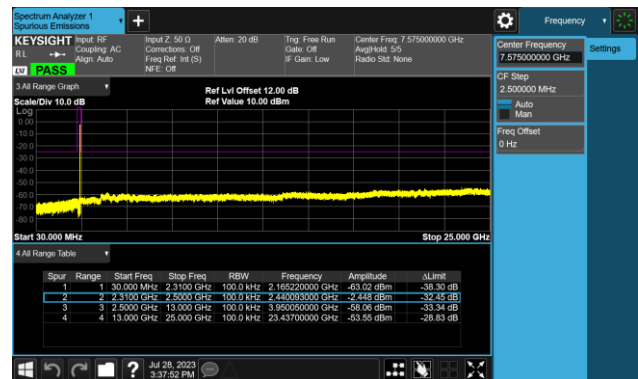 Spectrum Analyzer 1
Spurious Emissions
Frequency
KEYSIGHT Input: RF Input Z: 50 Ω Atten: 20 dB Trig: Free Run Center Freq: 7.575000000 GHz
RL Coupling: AC Corrections: Off Gate: Off Avg|Hold: 5/5
Align: Auto Freq Ref: Int (S) IF Gain: Low Radio Std: None
LXI PASS NFE: Off
Center Frequency
7.575000000 GHz
Settings
CF Step
2.500000 MHz
Auto
Man
Freq Offset
0 Hz
3 All Range Graph
Ref Lvl Offset 12.00 dB
Scale/Div 10.0 dB Ref Value 10.00 dBm
Log
0.00
-10.0
-20.0
-30.0
-40.0
-50.0
-60.0
-70.0
-80.0
Start 30.000 MHz Stop 25.000 GHz
4 All Range Table
Spur Range Start Freq Stop Freq RBW Frequency Amplitude ΔLimit
1 1 30.000 MHz 2.3100 GHz 100.0 kHz 2.165220000 GHz -63.02 dBm -38.30 dB
2 2 2.3100 GHz 2.5000 GHz 100.0 kHz 2.440093000 GHz -2.448 dBm -32.45 dB
3 3 2.5000 GHz 13.000 GHz 100.0 kHz 3.950050000 GHz -58.06 dBm -33.34 dB
4 4 13.000 GHz 25.000 GHz 100.0 kHz 23.43700000 GHz -53.55 dBm -28.83 dB
Jul 28, 2023
3:37:52 PM